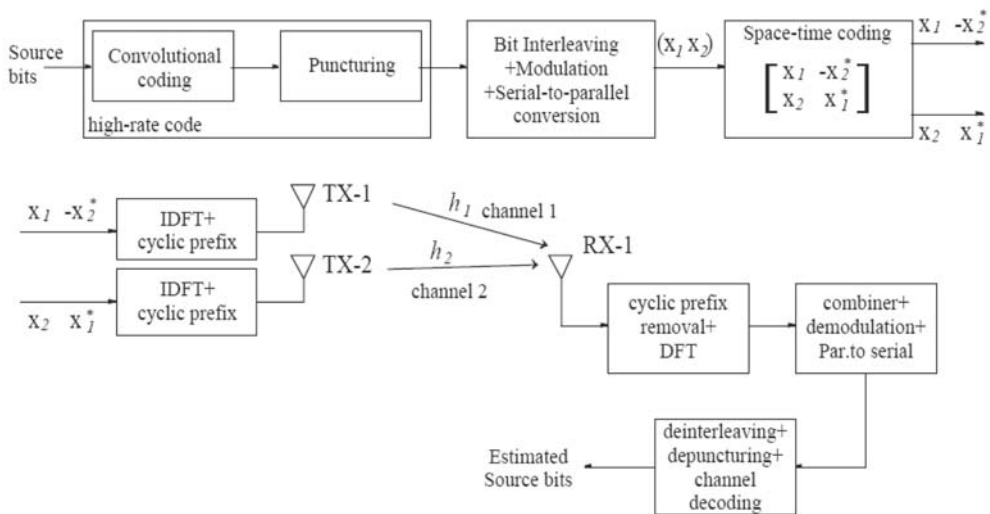 Source
bits
Convolutional
coding
Puncturing
high-rate code
Bit Interleaving
+Modulation
+Serial-to-parallel
conversion
(x₁ x₂)
Space-time coding
[ x₁ -x₂*
x₂ x₁* ]
x₁ -x₂*
x₂ x₁*
x₁ -x₂*
IDFT+
cyclic prefix
TX-1
h₁ channel 1
x₂ x₁*
IDFT+
cyclic prefix
TX-2
h₂
channel 2
RX-1
cyclic prefix
removal+
DFT
combiner+
demodulation+
Par.to serial
deinterleaving+
depuncturing+
channel
decoding
Estimated
Source bits